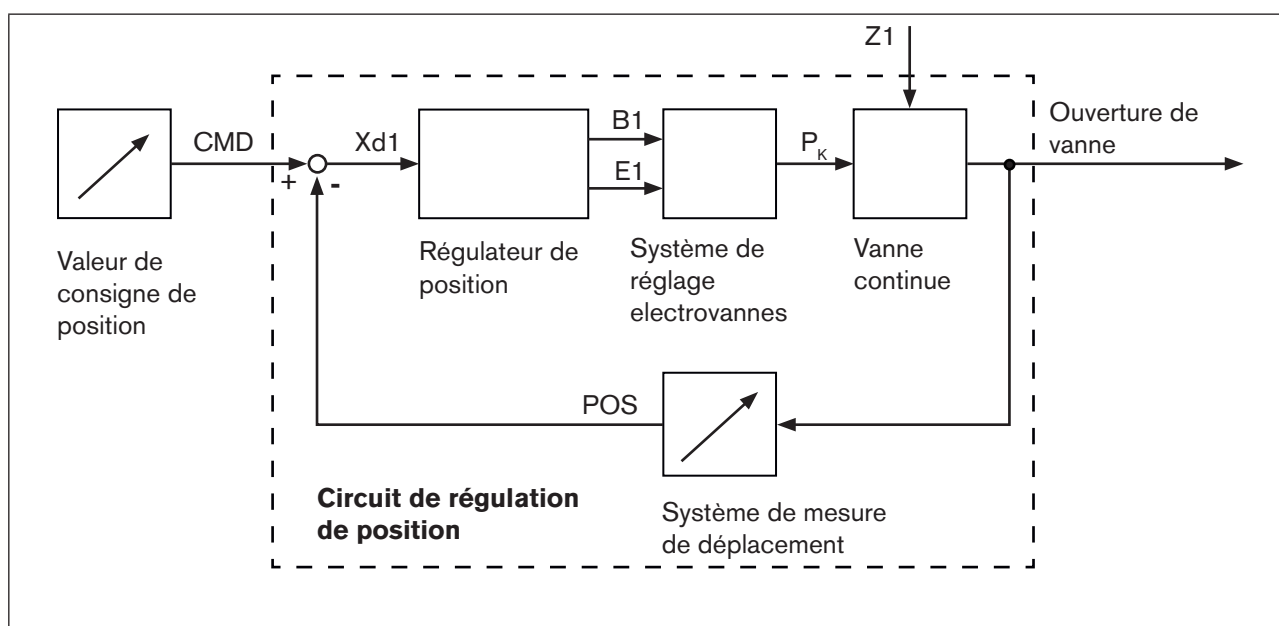 Z1
CMD
Xd1
B1
E1
P_K
Ouverture de
vanne
+
-
Valeur de
consigne de
position
Régulateur de
position
Système de
réglage
electrovannes
Vanne
continue
POS
Circuit de régulation
de position
Système de mesure
de déplacement